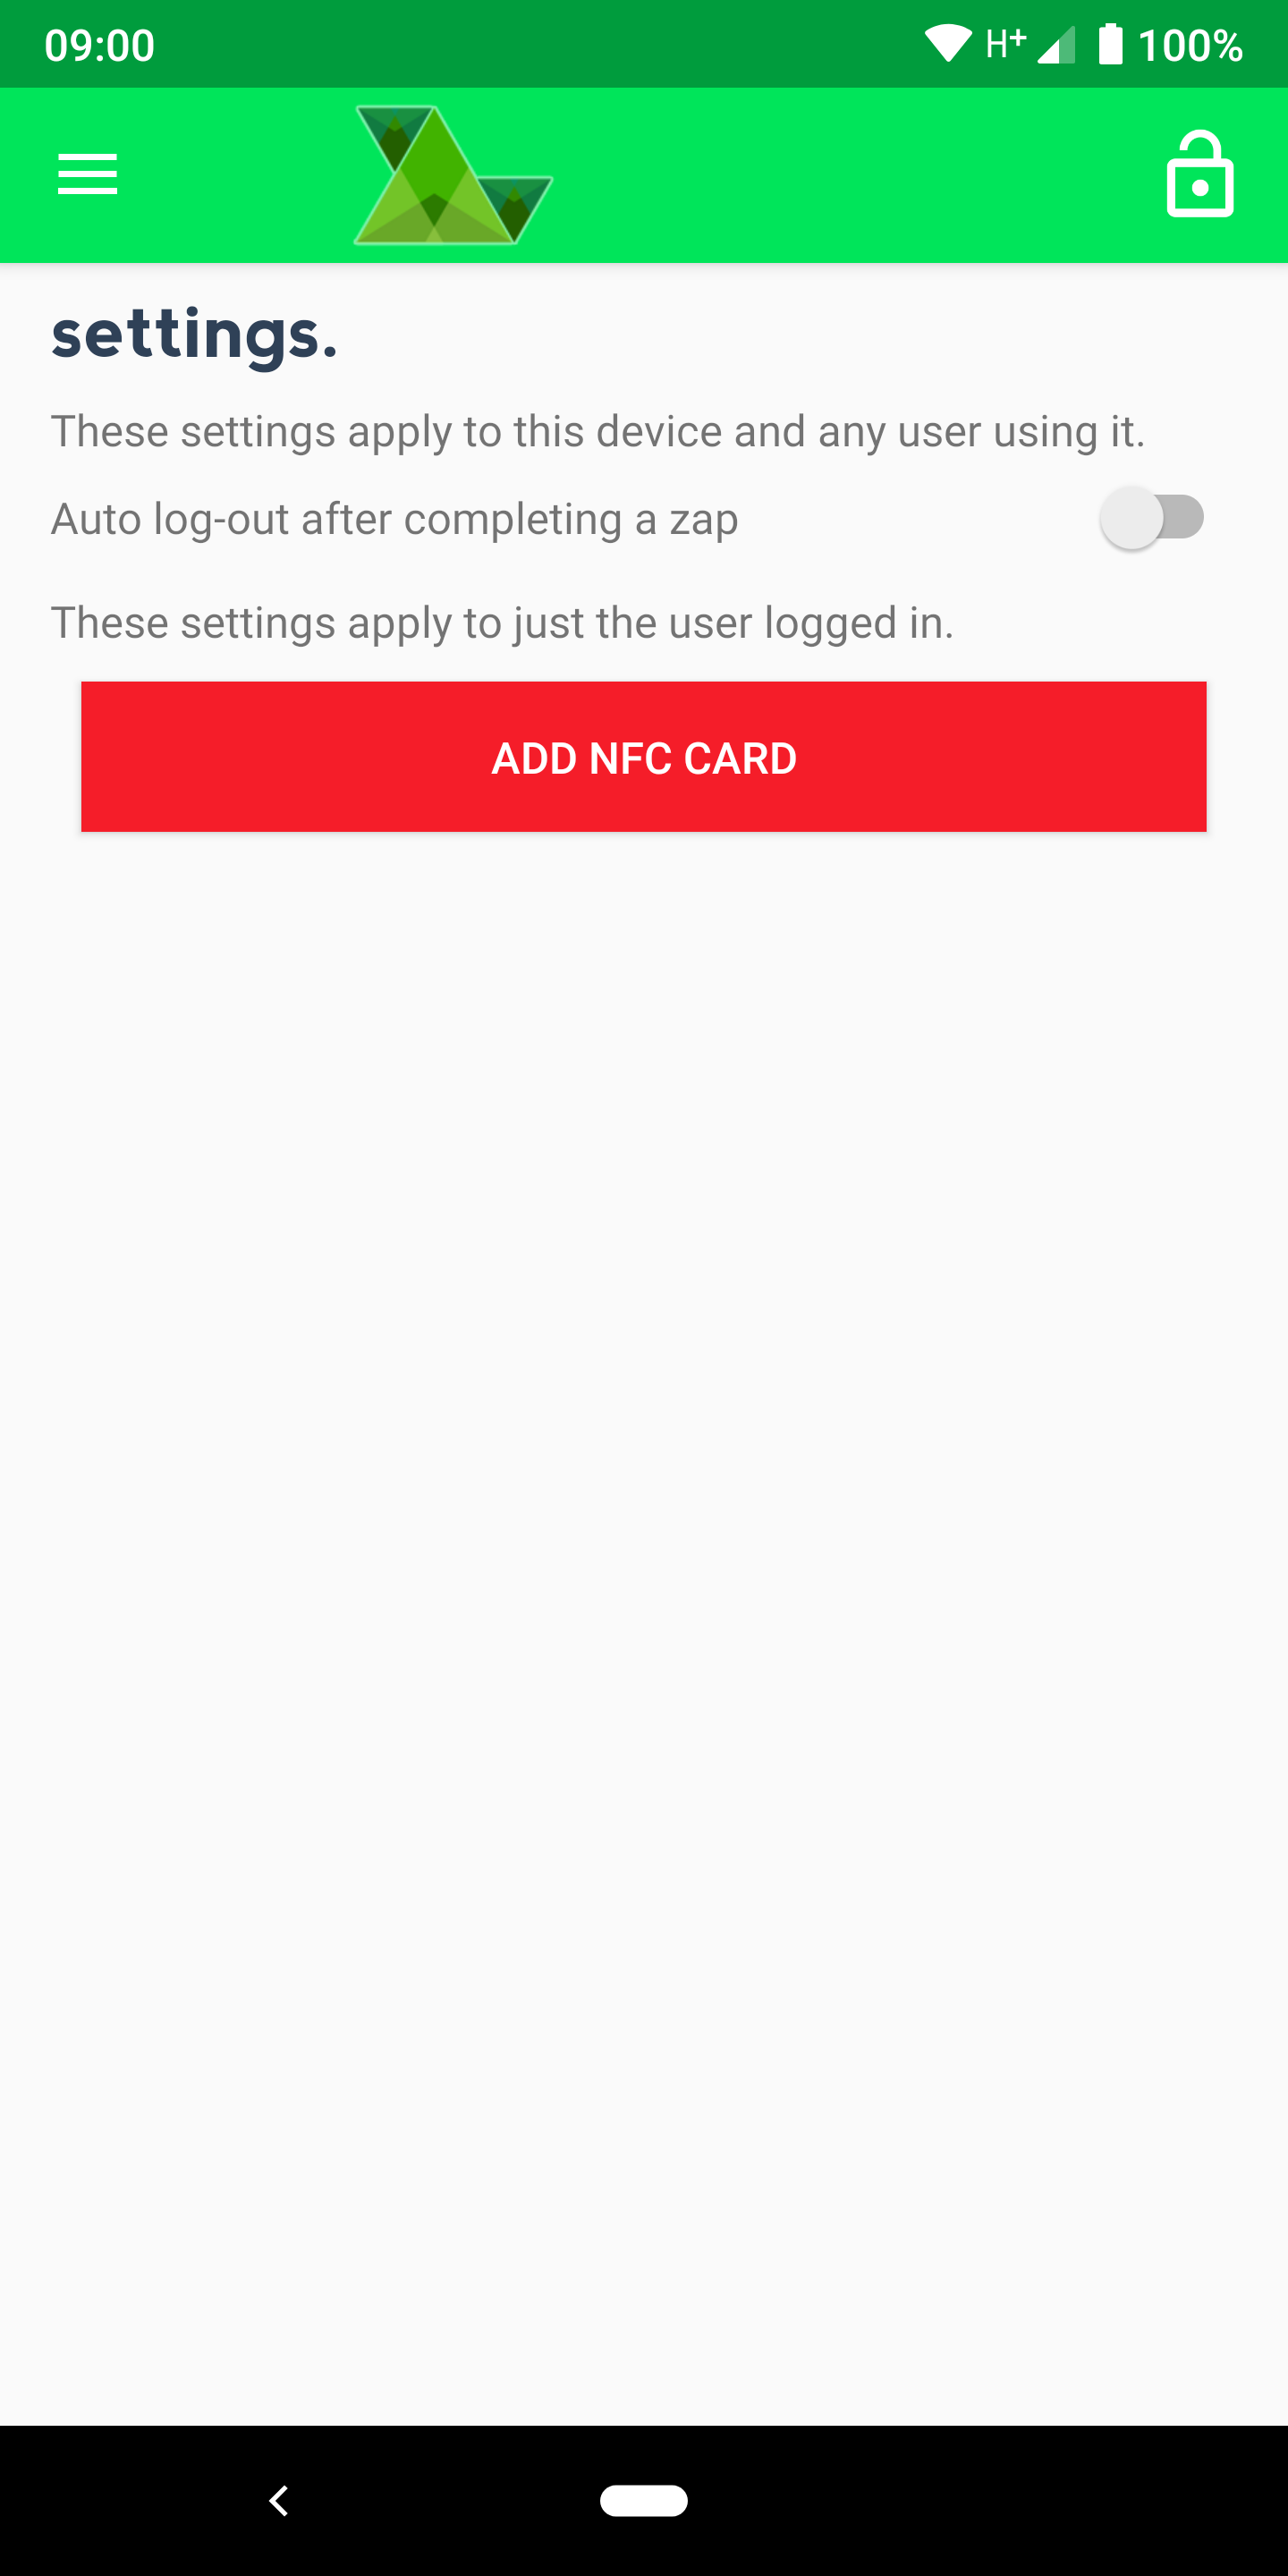 09:00 H+ 100%
settings.
These settings apply to this device and any user using it.
Auto log-out after completing a zap
These settings apply to just the user logged in.
ADD NFC CARD